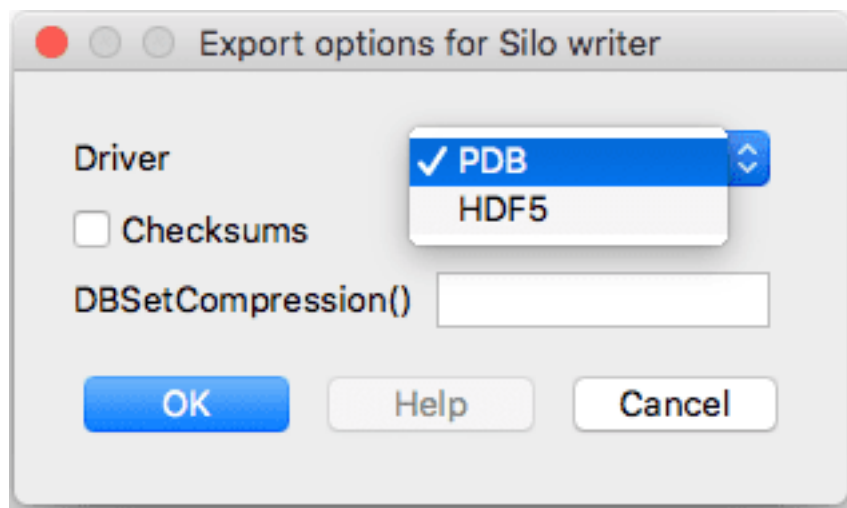 Export options for Silo writer
Driver
✓ PDB
HDF5
Checksums
DBSetCompression()
OK Help Cancel